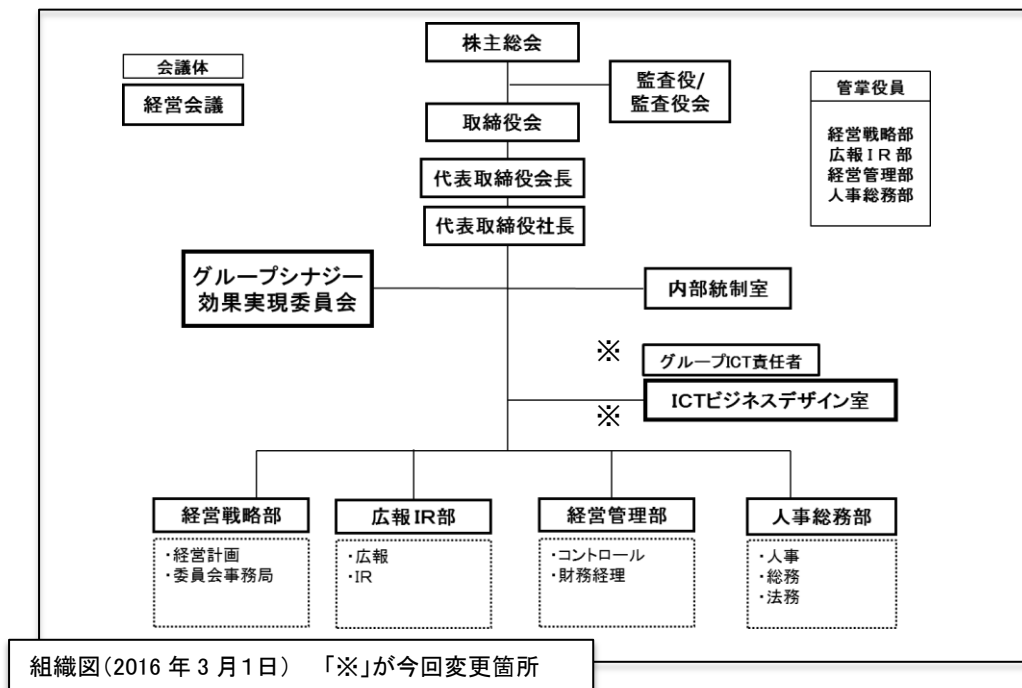 株主総会
会議体
経営会議
監査役/
監査役会
管掌役員
経営戦略部
広報IR部
経営管理部
人事総務部
取締役会
代表取締役会長
代表取締役社長
グループシナジー
効果実現委員会
内部統制室
※
グループICT責任者
※
ICTビジネスデザイン室
経営戦略部
・経営計画
・委員会事務局
広報IR部
・広報
・IR
経営管理部
・コントロール
・財務経理
人事総務部
・人事
・総務
・法務
組織図(2016年3月1日) 「※」が今回変更箇所